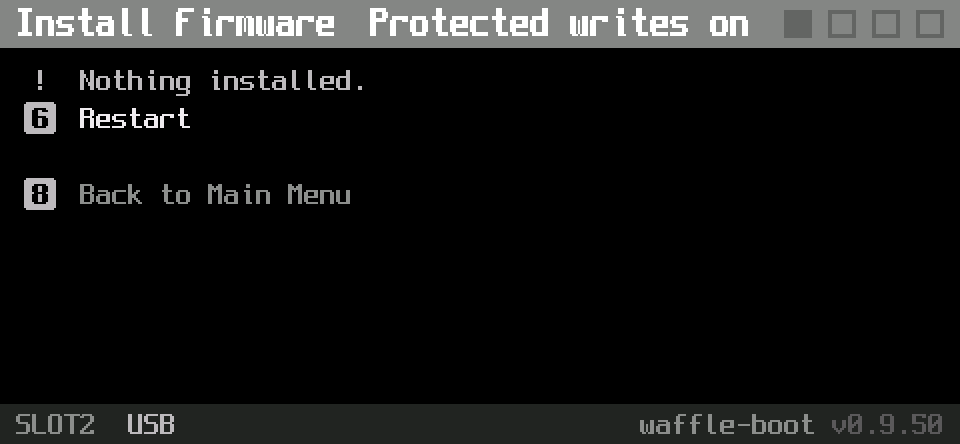 Install Firmware Protected writes on
! Nothing installed.
6 Restart
8 Back to Main Menu
SLOT2 USB waffle-boot v0.9.50